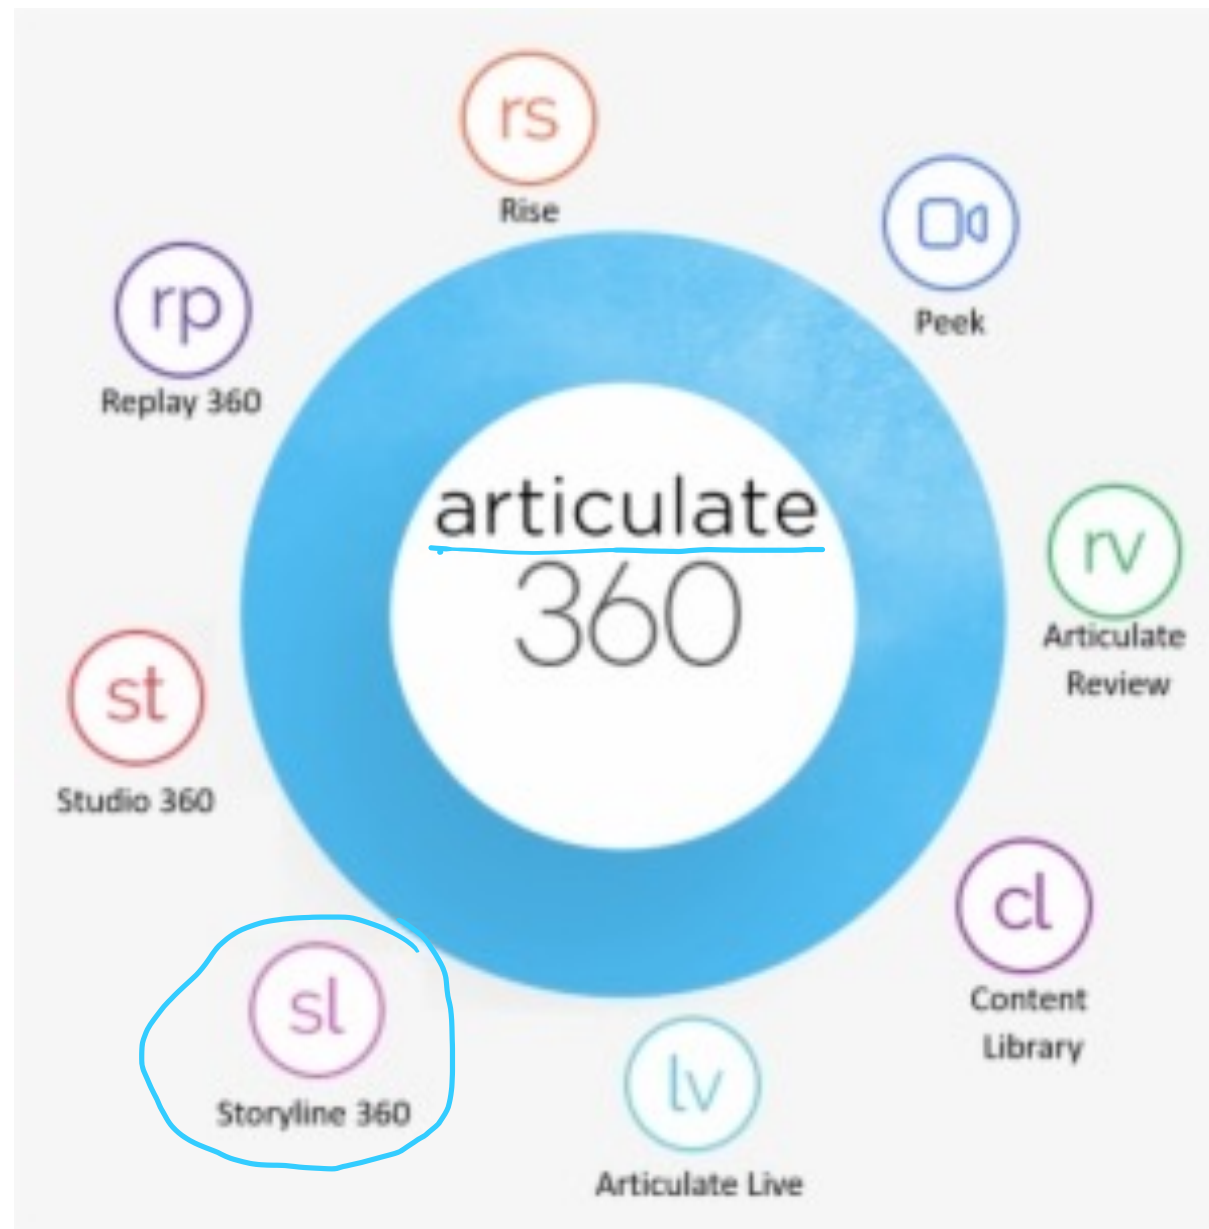 rs
Rise
Peek
rp
Replay 360
articulate
360
rv
Articulate
Review
st
Studio 360
cl
Content
Library
sl
Storyline 360
lv
Articulate Live